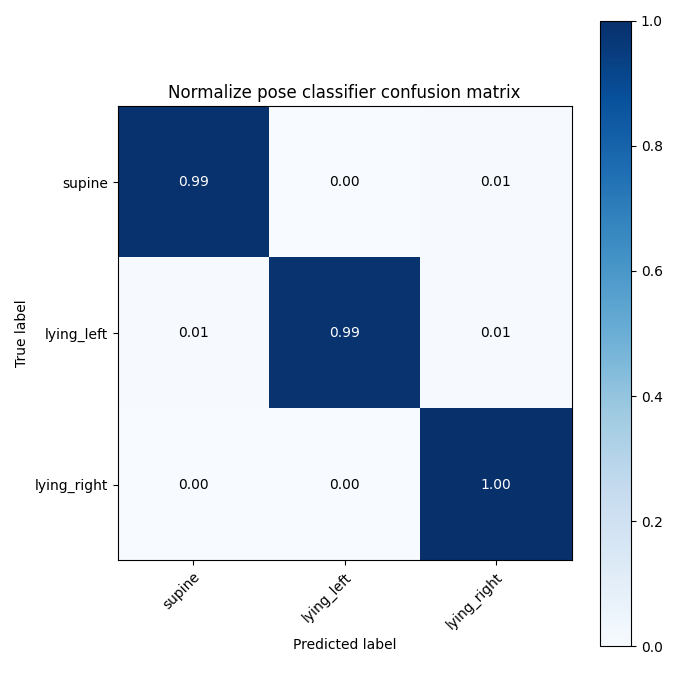 Normalize pose classifier confusion matrix
True label
supine
0.99
0.00
0.01
lying_left
0.01
0.99
0.01
lying_right
0.00
0.00
1.00
supine
lying_left
lying_right
Predicted label
1.0
0.8
0.6
0.4
0.2
0.0